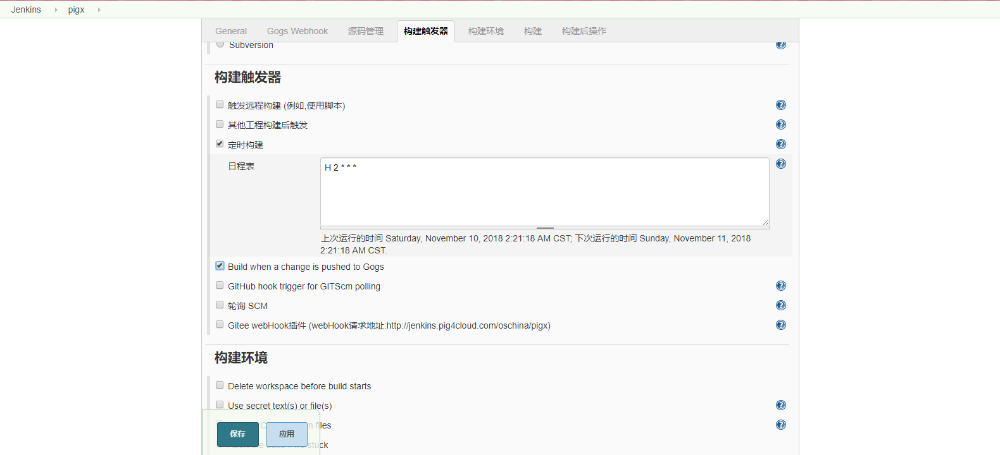 Jenkins pigx
General Gogs Webhook 源码管理 构建触发器 构建环境 构建 构建后操作
Subversion
构建触发器
触发远程构建 (例如,使用脚本)
其他工程构建后触发
定时构建
日程表
H 2 * * *
上次运行的时间 Saturday, November 10, 2018 2:21:18 AM CST; 下次运行的时间 Sunday, November 11, 2018
2:21:18 AM CST.
Build when a change is pushed to Gogs
GitHub hook trigger for GITScm polling
轮询 SCM
Gitee webHook插件 (webHook请求地址:http://jenkins.pig4cloud.com/oschina/pigx)
构建环境
Delete workspace before build starts
Use secret text(s) or file(s)
files
保存 应用
stuck